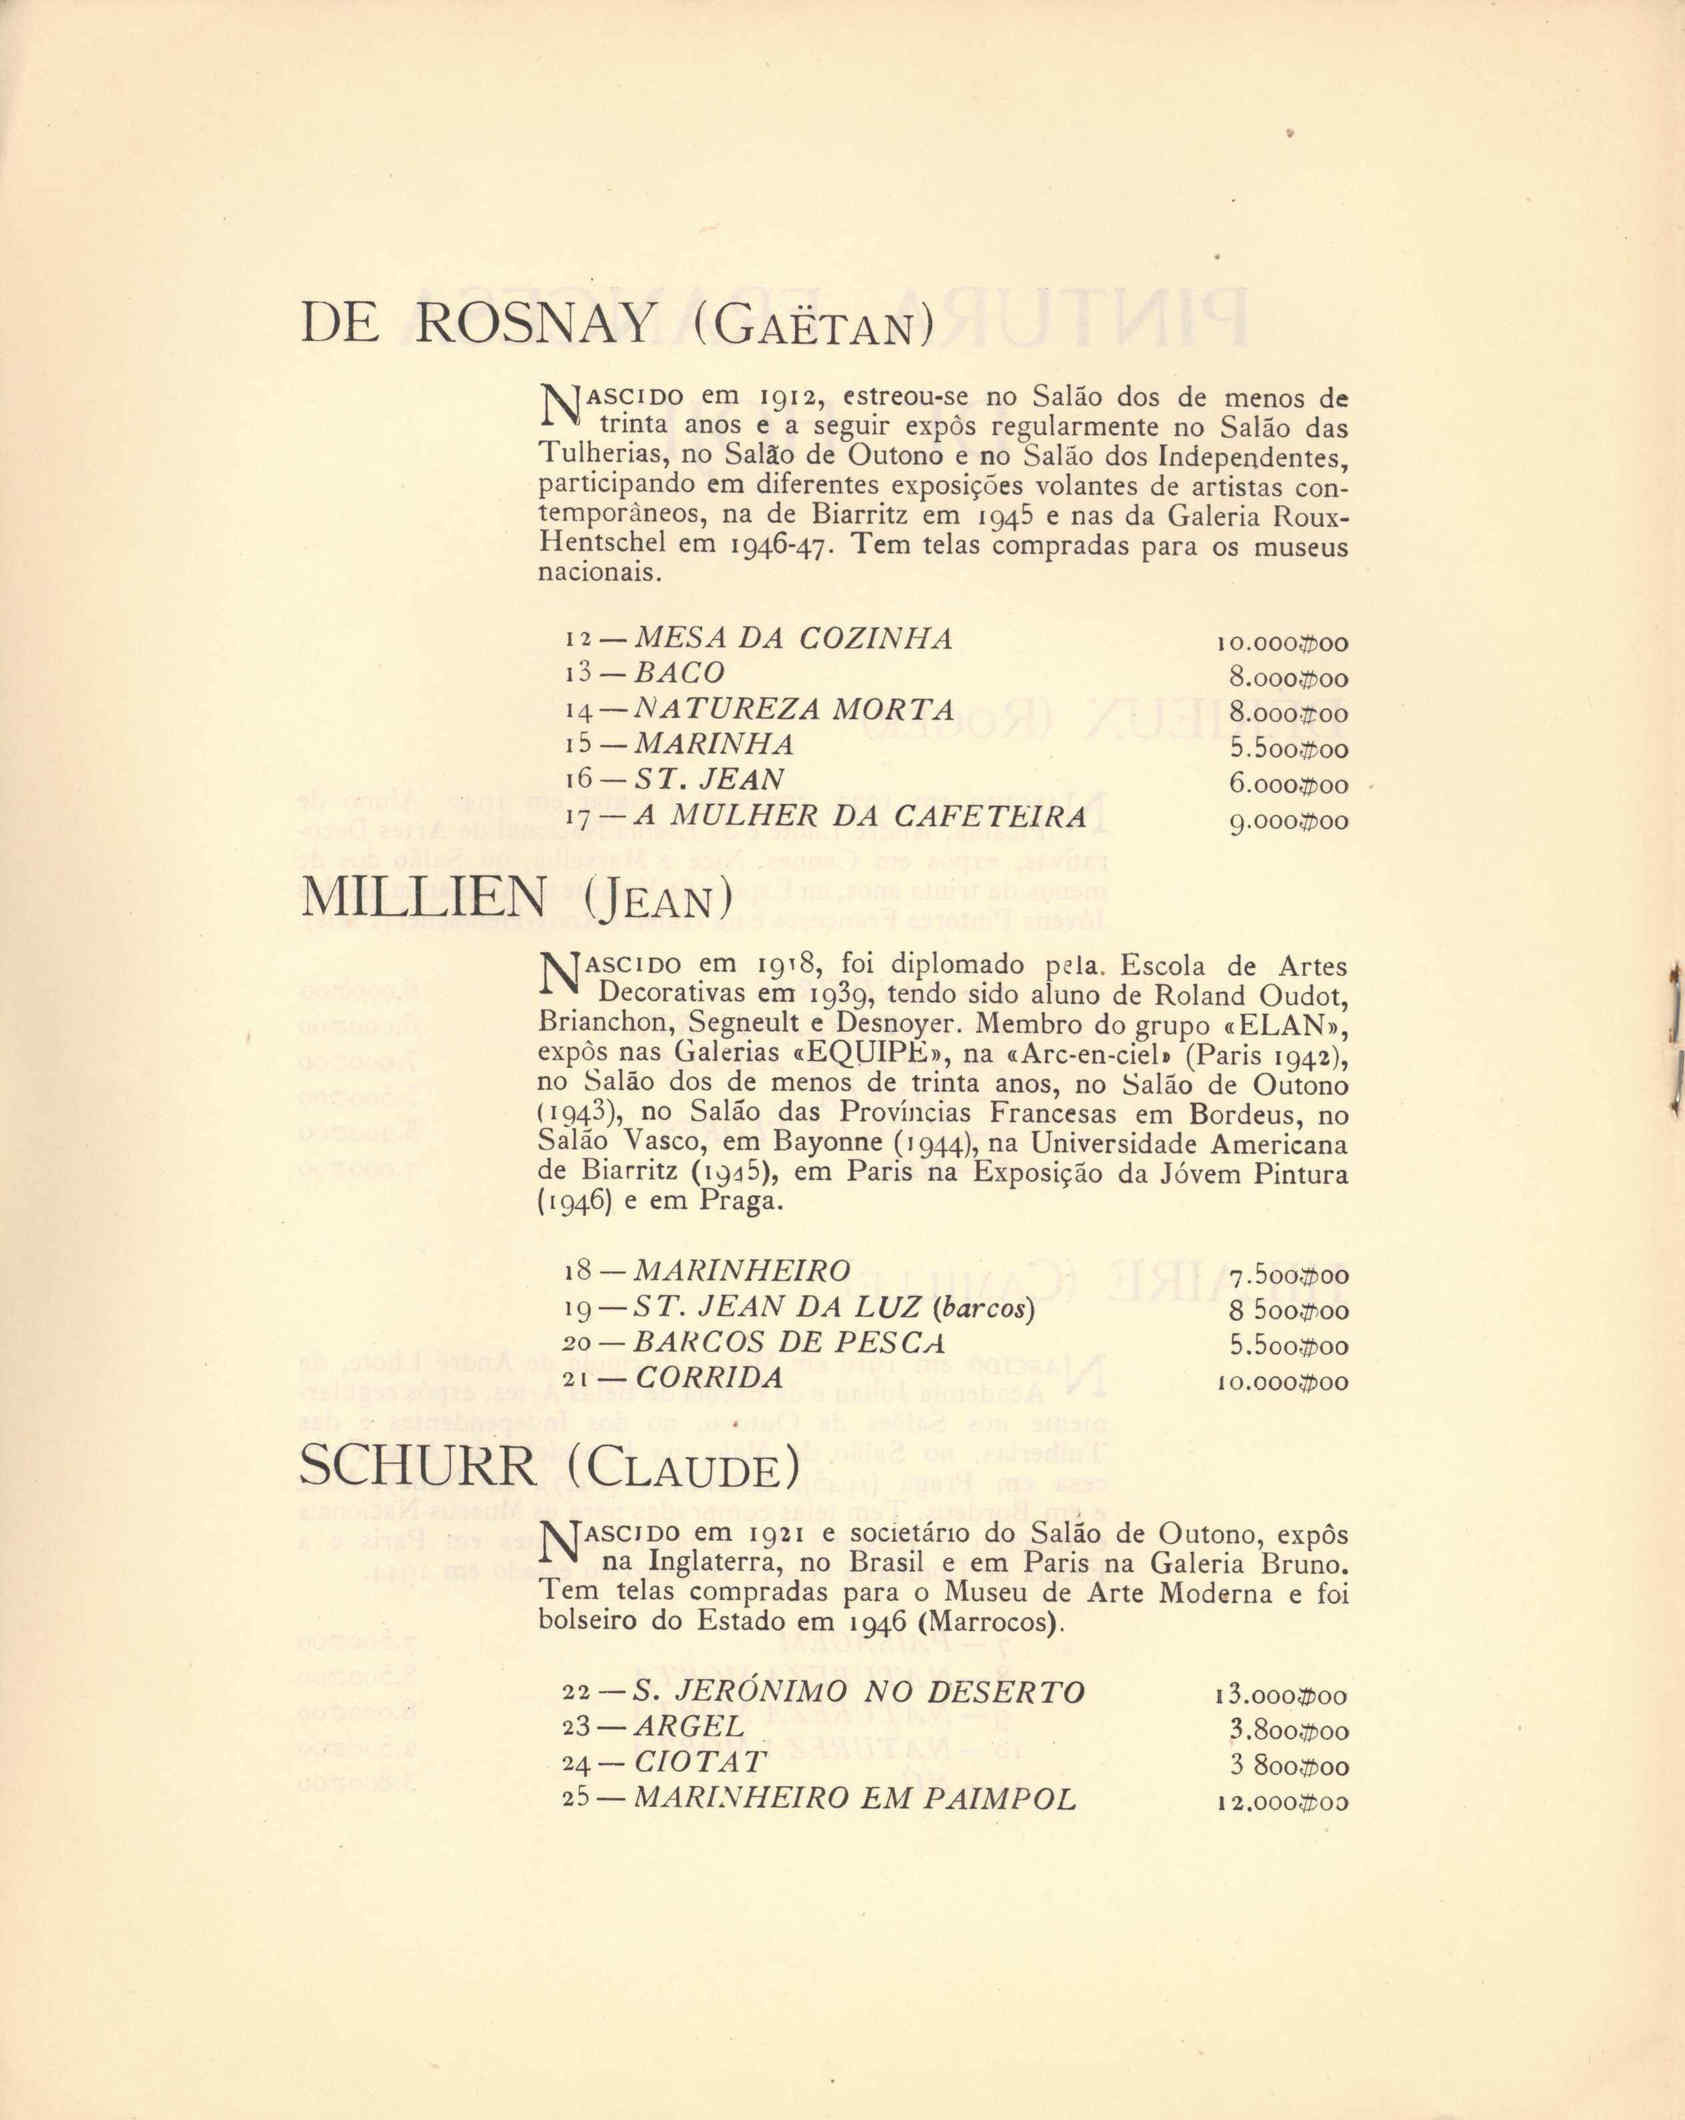 DE ROSNAY (GAËTAN)
NASCIDO em 1912, estreou-se no Salão dos de menos de
trinta anos e a seguir expôs regularmente no Salão das
Tulherias, no Salão de Outono e no Salão dos Independentes,
participando em diferentes exposições volantes de artistas con-
temporâneos, na de Biarritz em 1945 e nas da Galeria Roux-
Hentschel em 1946-47. Tem telas compradas para os museus
nacionais.
12 — MESA DA COZINHA 10.000$00
13 — BACO 8.000$00
14 — NATUREZA MORTA 8.000$00
15 — MARINHA 5.500$00
16 — ST. JEAN 6.000$00
17 — A MULHER DA CAFETEIRA 9.000$00
MILLIEN (JEAN)
NASCIDO em 1918, foi diplomado pela. Escola de Artes
Decorativas em 1939, tendo sido aluno de Roland Oudot,
Brianchon, Segneult e Desnoyer. Membro do grupo «ELAN»,
expôs nas Galerias «EQUIPE», na «Arc-en-ciel» (Paris 1942),
no Salão dos de menos de trinta anos, no Salão de Outono
(1943), no Salão das Províncias Francesas em Bordeus, no
Salão Vasco, em Bayonne (1944), na Universidade Americana
de Biarritz (1945), em Paris na Exposição da Jóvem Pintura
(1946) e em Praga.
18 — MARINHEIRO 7.500$00
19 — ST. JEAN DA LUZ (barcos) 8 500$00
20 — BARCOS DE PESCA 5.500$00
21 — CORRIDA 10.000$00
SCHURR (CLAUDE)
NASCIDO em 1921 e societário do Salão de Outono, expôs
na Inglaterra, no Brasil e em Paris na Galeria Bruno.
Tem telas compradas para o Museu de Arte Moderna e foi
bolseiro do Estado em 1946 (Marrocos).
22 — S. JERÓNIMO NO DESERTO 13.000$00
23 — ARGEL 3.800$00
24 — CIOTAT 3 800$00
25 — MARINHEIRO EM PAIMPOL 12.000$00